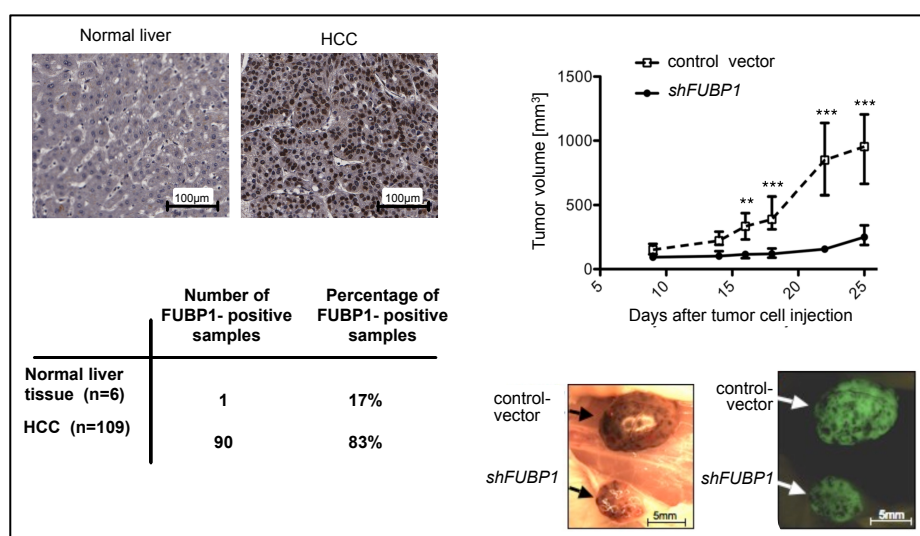 Normal liver
HCC
100µm
100µm
Number of
FUBP1- positive
samples
Percentage of
FUBP1- positive
samples
Normal liver
tissue (n=6)
1
17%
HCC (n=109)
90
83%
control vector
shFUBP1
Tumor volume [mm³]
1500
1000
500
0
**
***
***
***
5
10
15
20
25
Days after tumor cell injection
control-
vector
shFUBP1
5mm
control-
vector
shFUBP1
5mm